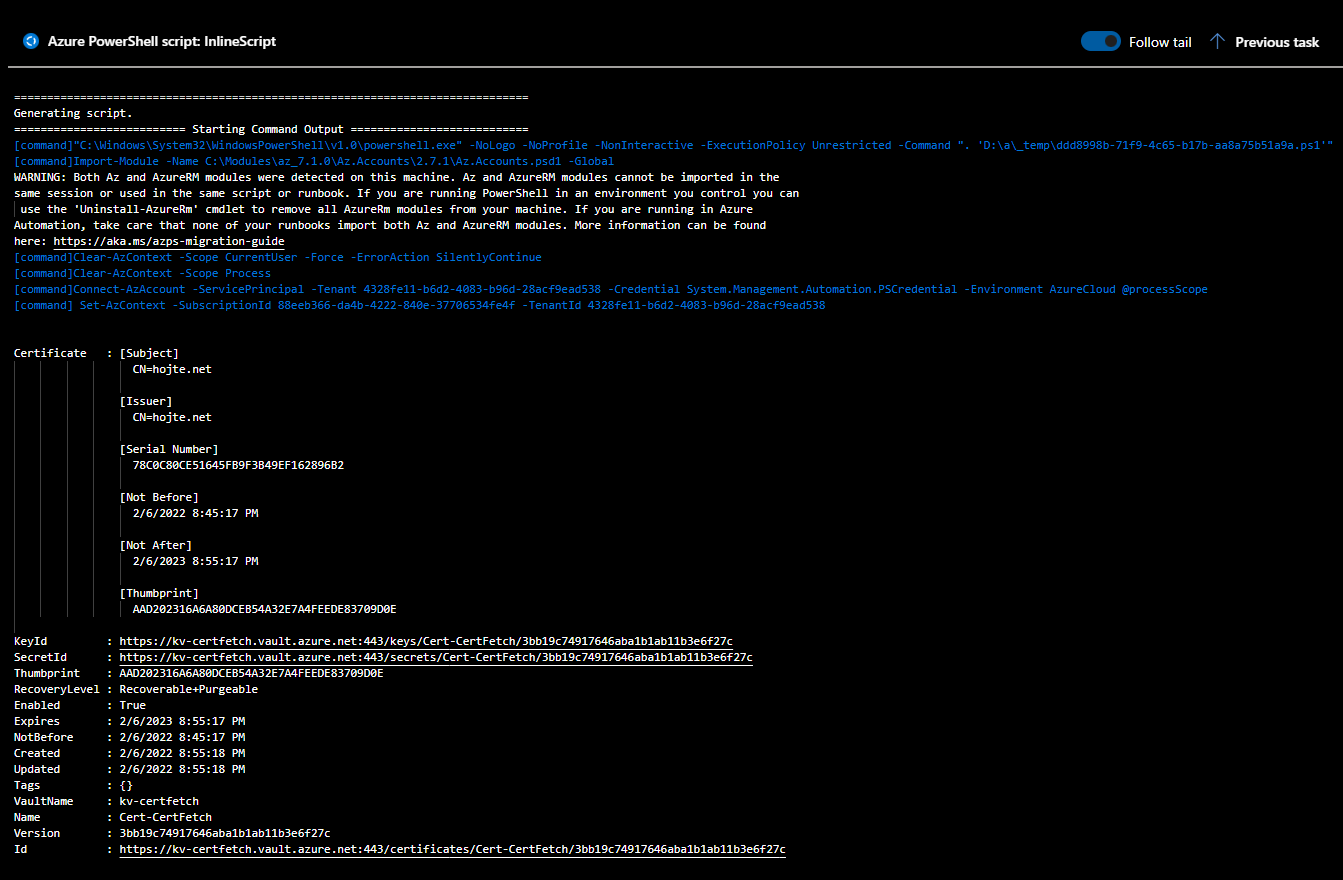 Azure PowerShell script: InlineScript
Follow tail
Previous task
==============================================================================
Generating script.
========================== Starting Command Output ===========================
[command]"C:\Windows\System32\WindowsPowerShell\v1.0\powershell.exe" -NoLogo -NoProfile -NonInteractive -ExecutionPolicy Unrestricted -Command ". 'D:\a\_temp\ddd8998b-71f9-4c65-b17b-aa8a75b51a9a.ps1'"
[command]Import-Module -Name C:\Modules\az_7.1.0\Az.Accounts\2.7.1\Az.Accounts.psd1 -Global
WARNING: Both Az and AzureRM modules were detected on this machine. Az and AzureRM modules cannot be imported in the
same session or used in the same script or runbook. If you are running PowerShell in an environment you control you can
use the 'Uninstall-AzureRm' cmdlet to remove all AzureRm modules from your machine. If you are running in Azure
Automation, take care that none of your runbooks import both Az and AzureRM modules. More information can be found
here: https://aka.ms/azps-migration-guide
[command]Clear-AzContext -Scope CurrentUser -Force -ErrorAction SilentlyContinue
[command]Clear-AzContext -Scope Process
[command]Connect-AzAccount -ServicePrincipal -Tenant 4328fe11-b6d2-4083-b96d-28acf9ead538 -Credential System.Management.Automation.PSCredential -Environment AzureCloud @processScope
[command] Set-AzContext -SubscriptionId 88eeb366-da4b-4222-840e-37706534fe4f -TenantId 4328fe11-b6d2-4083-b96d-28acf9ead538
Certificate : [Subject]
CN=hojte.net
[Issuer]
CN=hojte.net
[Serial Number]
78C0C80CE51645FB9F3B49EF162896B2
[Not Before]
2/6/2022 8:45:17 PM
[Not After]
2/6/2023 8:55:17 PM
[Thumbprint]
AAD202316A6A80DCEB54A32E7A4FEEDE83709D0E
KeyId : https://kv-certfetch.vault.azure.net:443/keys/Cert-CertFetch/3bb19c74917646aba1b1ab11b3e6f27c
SecretId : https://kv-certfetch.vault.azure.net:443/secrets/Cert-CertFetch/3bb19c74917646aba1b1ab11b3e6f27c
Thumbprint : AAD202316A6A80DCEB54A32E7A4FEEDE83709D0E
RecoveryLevel : Recoverable+Purgeable
Enabled : True
Expires : 2/6/2023 8:55:17 PM
NotBefore : 2/6/2022 8:45:17 PM
Created : 2/6/2022 8:55:18 PM
Updated : 2/6/2022 8:55:18 PM
Tags : {}
VaultName : kv-certfetch
Name : Cert-CertFetch
Version : 3bb19c74917646aba1b1ab11b3e6f27c
Id : https://kv-certfetch.vault.azure.net:443/certificates/Cert-CertFetch/3bb19c74917646aba1b1ab11b3e6f27c